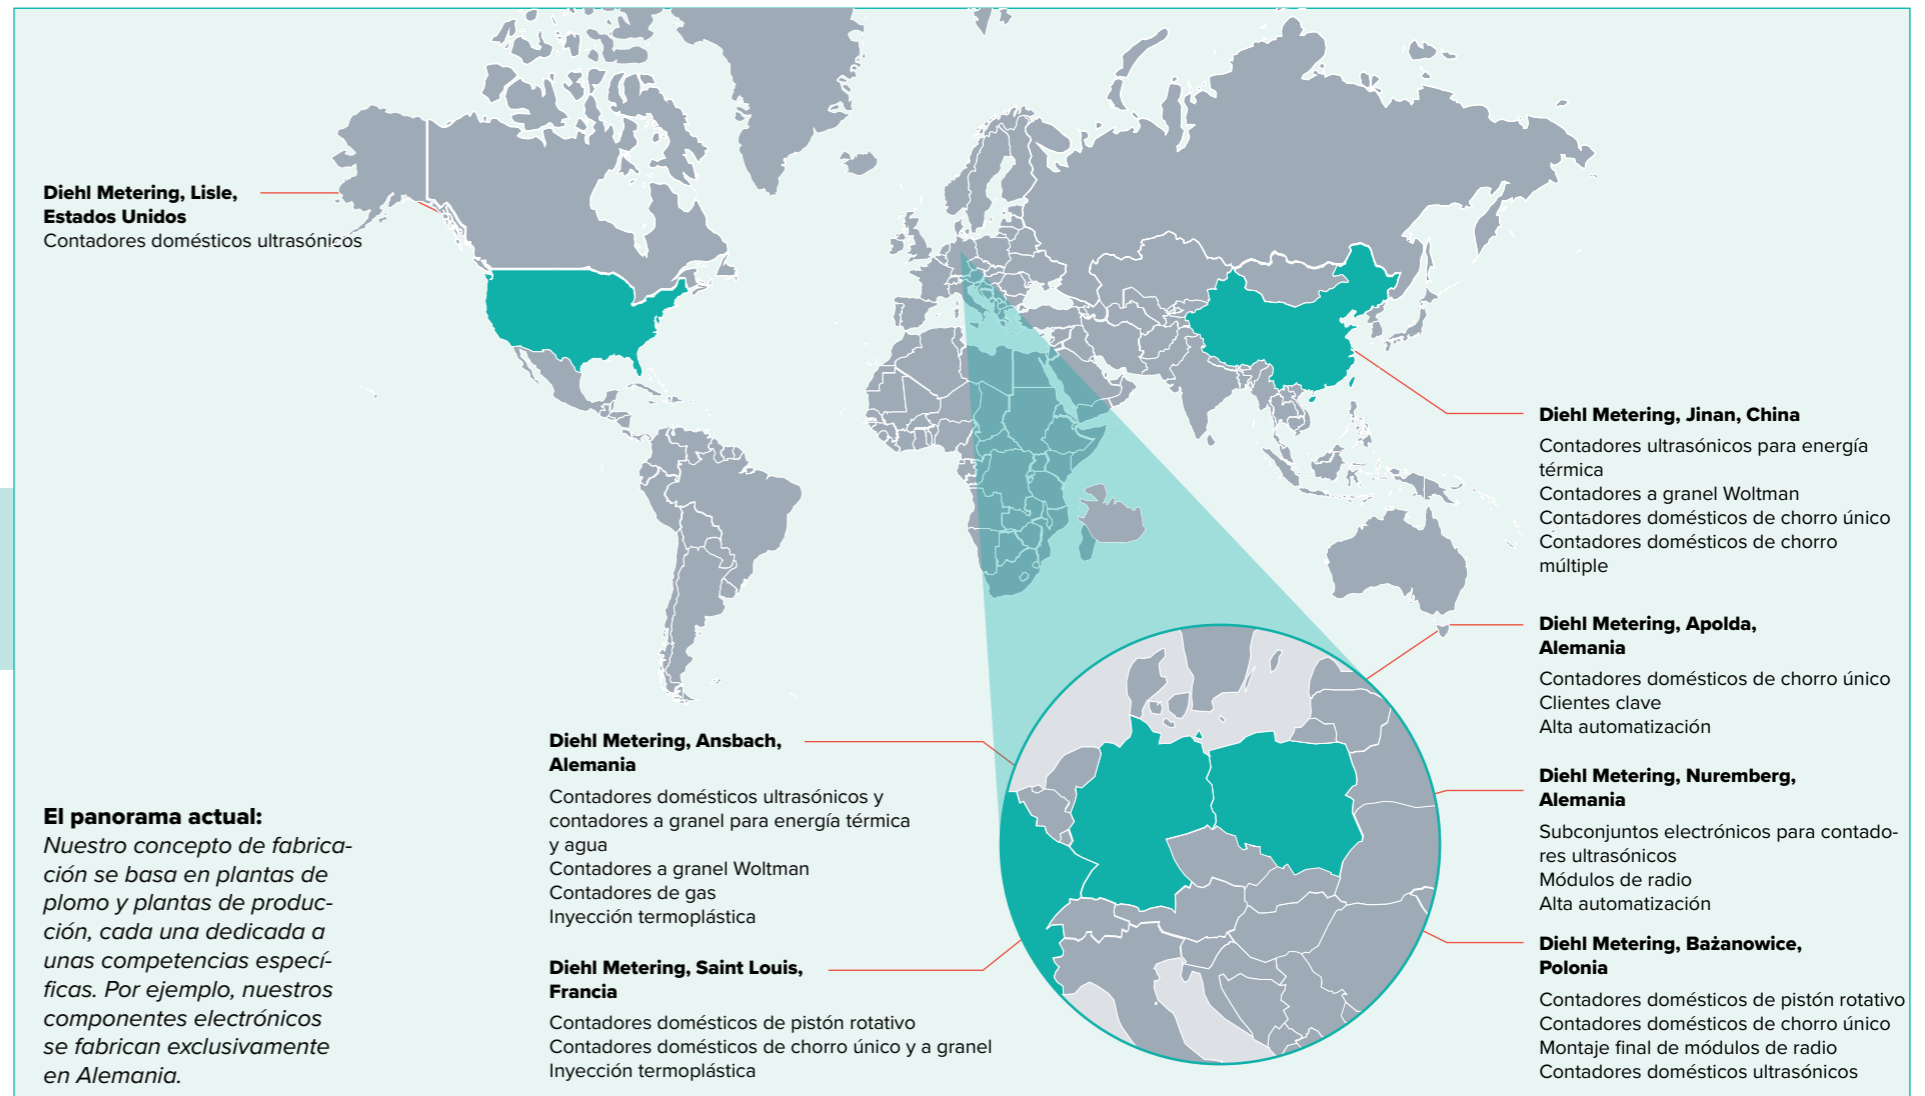 Diehl Metering, Lisle,
Estados Unidos
Contadores domésticos ultrasónicos
El panorama actual:
Nuestro concepto de fabrica-
ción se basa en plantas de
plomo y plantas de produc-
ción, cada una dedicada a
unas competencias especí-
ficas. Por ejemplo, nuestros
componentes electrónicos
se fabrican exclusivamente
en Alemania.
Diehl Metering, Ansbach,
Alemania
Contadores domésticos ultrasónicos y
contadores a granel para energía térmica
y agua
Contadores a granel Woltman
Contadores de gas
Inyección termoplástica
Diehl Metering, Saint Louis,
Francia
Contadores domésticos de pistón rotativo
Contadores domésticos de chorro único y a granel
Inyección termoplástica
Diehl Metering, Jinan, China
Contadores ultrasónicos para energía
térmica
Contadores a granel Woltman
Contadores domésticos de chorro único
Contadores domésticos de chorro
múltiple
Diehl Metering, Apolda,
Alemania
Contadores domésticos de chorro único
Clientes clave
Alta automatización
Diehl Metering, Nuremberg,
Alemania
Subconjuntos electrónicos para contado-
res ultrasónicos
Módulos de radio
Alta automatización
Diehl Metering, Bażanowice,
Polonia
Contadores domésticos de pistón rotativo
Contadores domésticos de chorro único
Montaje final de módulos de radio
Contadores domésticos ultrasónicos